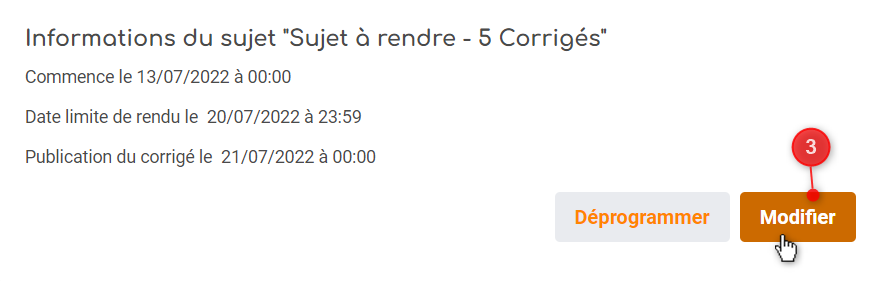 Informations du sujet "Sujet à rendre - 5 Corrigés"
Commence le 13/07/2022 à 00:00
Date limite de rendu le 20/07/2022 à 23:59
Publication du corrigé le 21/07/2022 à 00:00
3
Déprogrammer Modifier